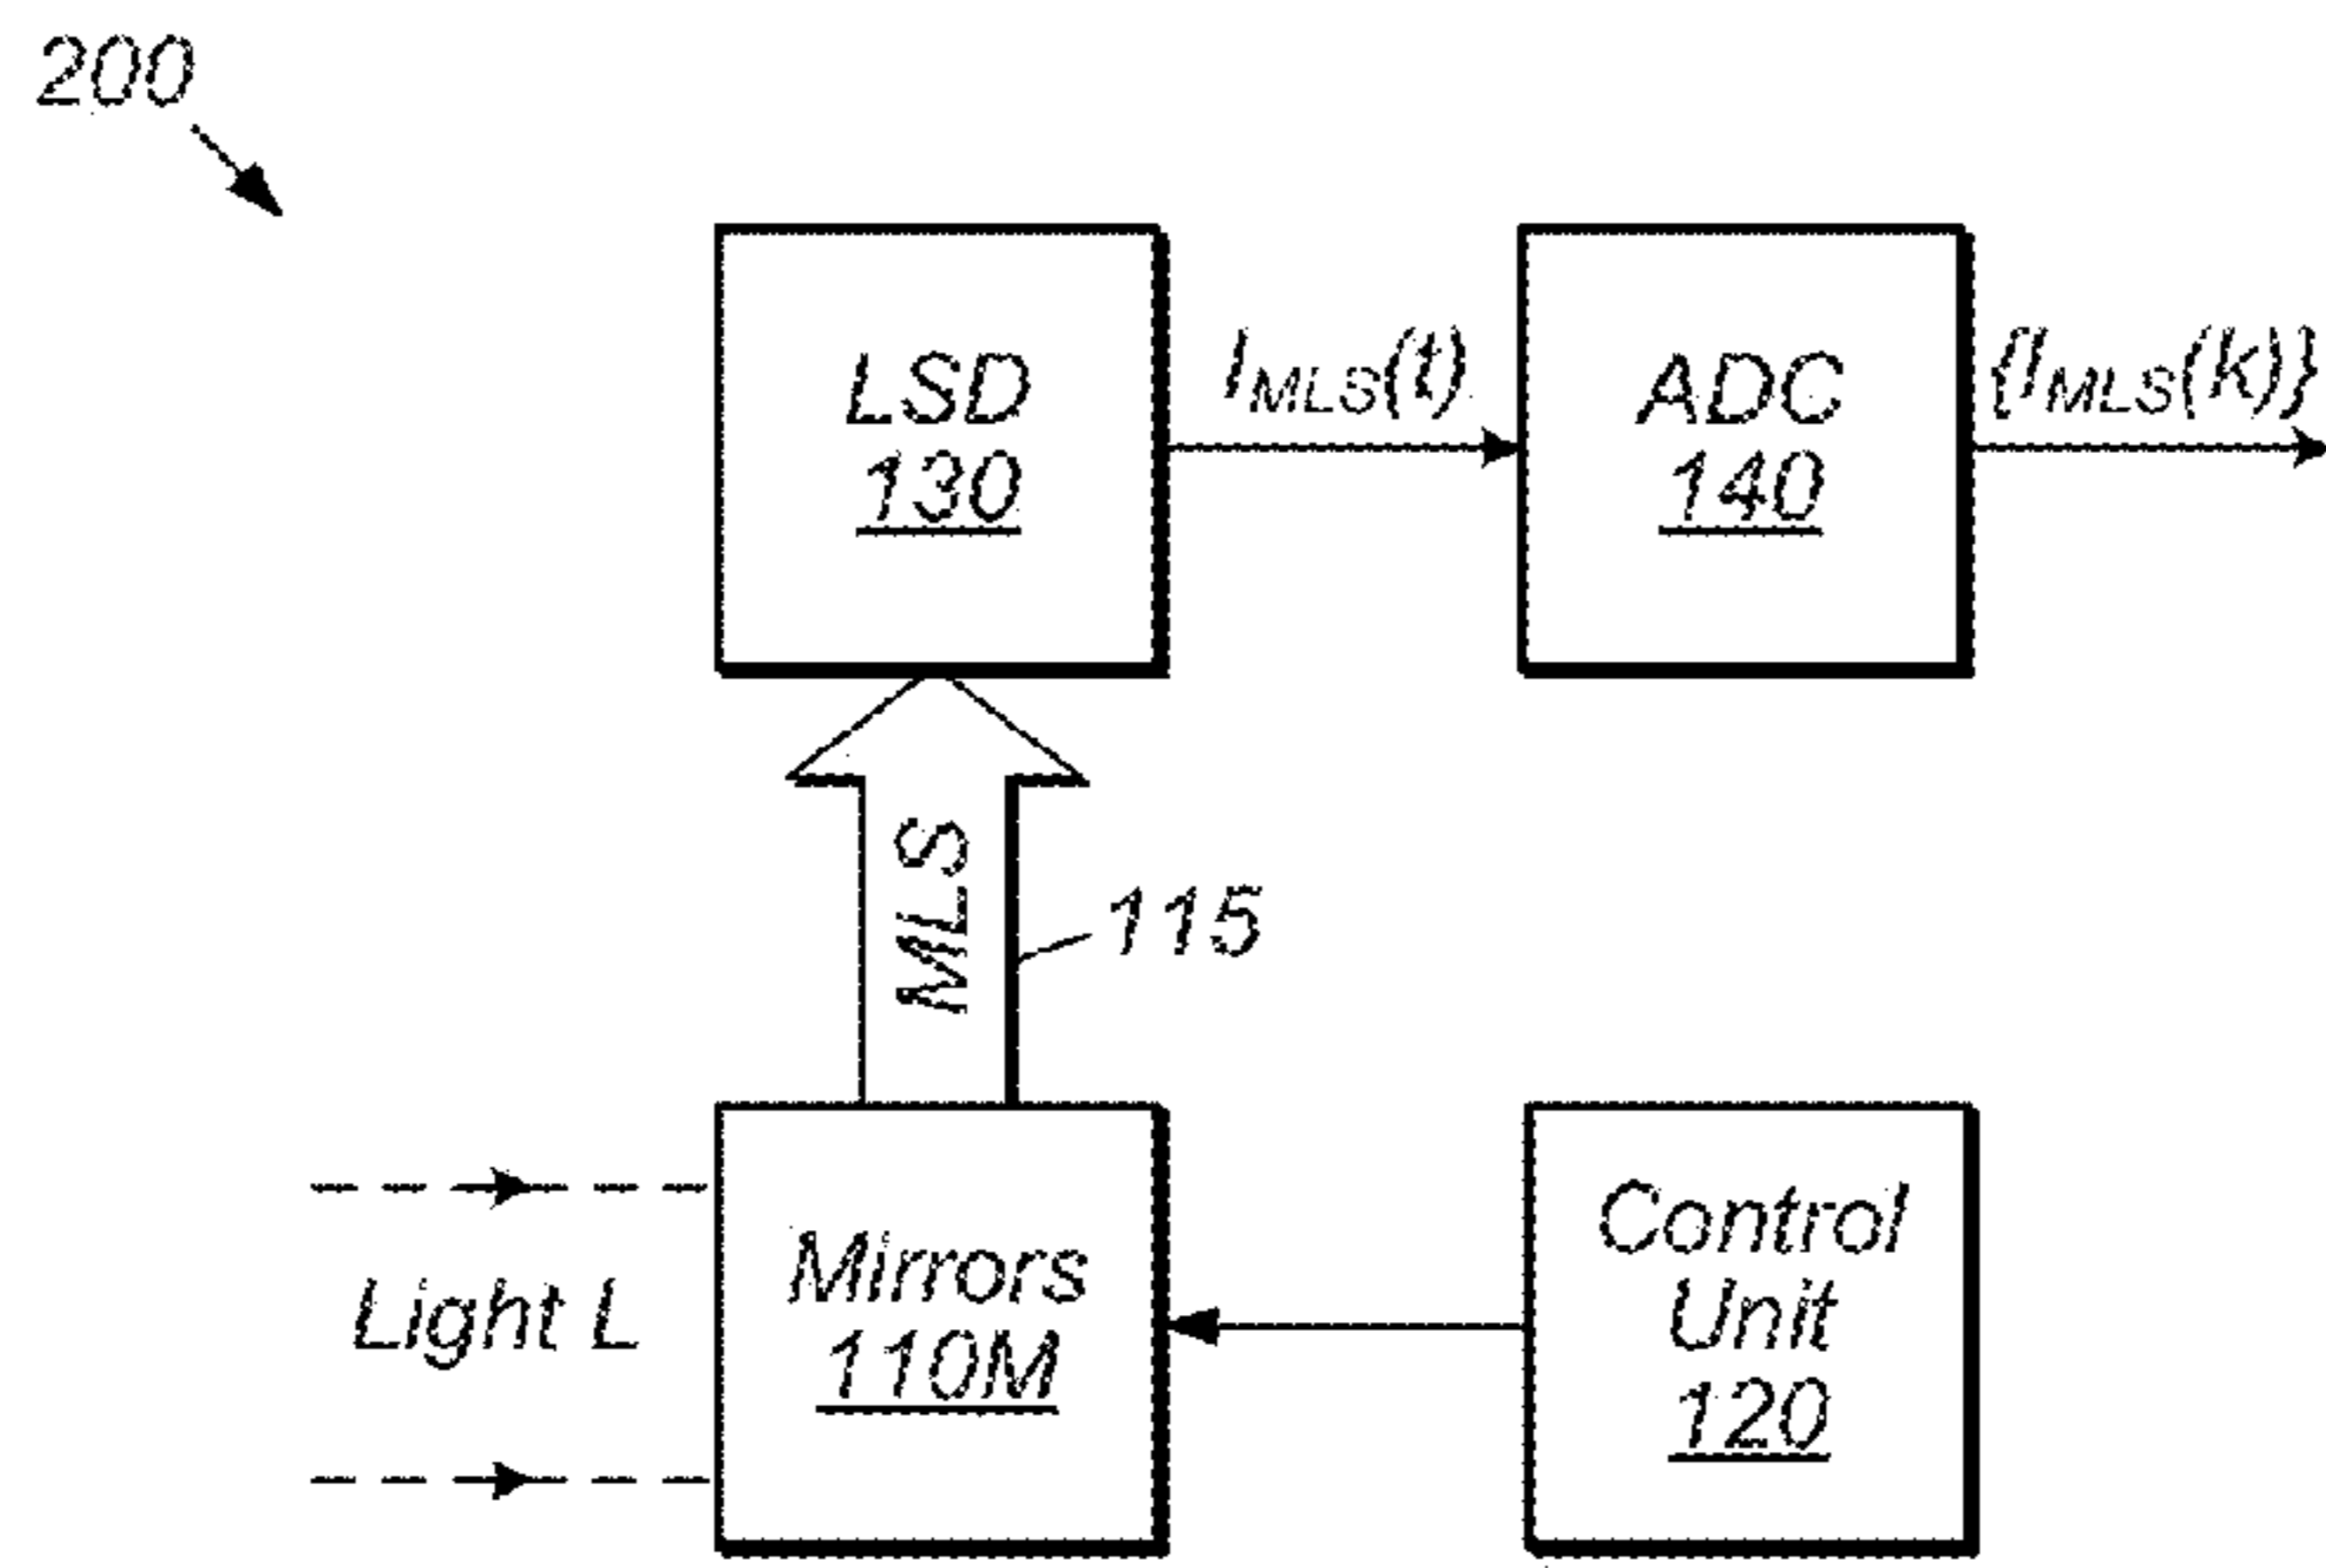 200
LSD
130
I_MLS(t)
ADC
140
{I_MLS(k)}
MLS
115
Light L
Mirrors
110M
Control
Unit
120